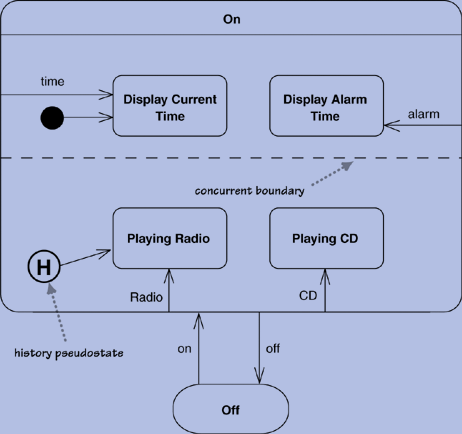 On
time
Display Current
Time
Display Alarm
Time
alarm
concurrent boundary
Playing Radio
Playing CD
H
Radio
CD
history pseudostate
on
off
Off